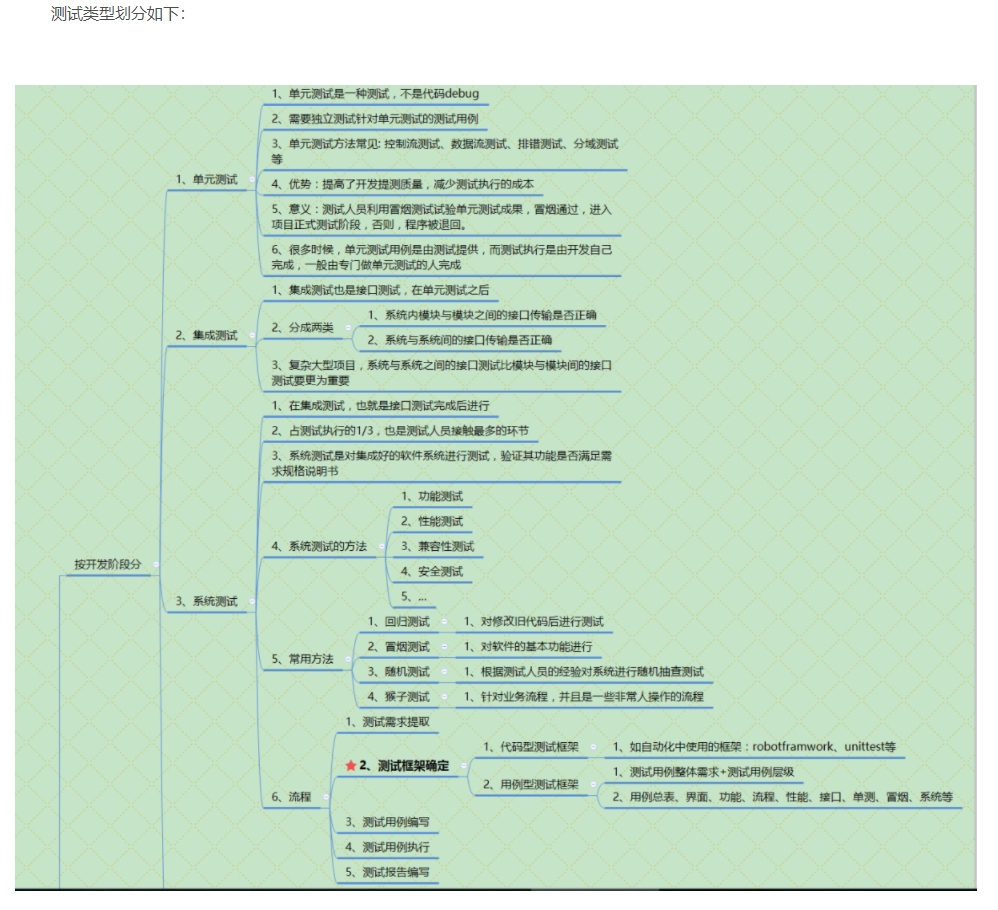 测试类型划分如下：
按开发阶段分
1、单元测试
1、单元测试是一种测试，不是代码debug
2、需要独立测试针对单元测试的测试用例
3、单元测试方法常见: 控制流测试、数据流测试、排错测试、分域测试
等
4、优势：提高了开发提测质量，减少测试执行的成本
5、意义：测试人员利用冒烟测试试验单元测试成果，冒烟通过，进入
项目正式测试阶段，否则，程序被退回。
6、很多时候，单元测试用例是由测试提供，而测试执行是由开发自己
完成，一般由专门做单元测试的人完成
2、集成测试
1、集成测试也是接口测试，在单元测试之后
2、分成两类
1、系统内模块与模块之间的接口传输是否正确
2、系统与系统间的接口传输是否正确
3、复杂大型项目，系统与系统之间的接口测试比模块与模块间的接口
测试要更为重要
3、系统测试
1、在集成测试，也就是接口测试完成后进行
2、占测试执行的1/3，也是测试人员接触最多的环节
3、系统测试是对集成好的软件系统进行测试，验证其功能是否满足需
求规格说明书
4、系统测试的方法
1、功能测试
2、性能测试
3、兼容性测试
4、安全测试
5、...
5、常用方法
1、回归测试
1、对修改旧代码后进行测试
2、冒烟测试
1、对软件的基本功能进行
3、随机测试
1、根据测试人员的经验对系统进行随机抽查测试
4、猴子测试
1、针对业务流程，并且是一些非常人操作的流程
6、流程
1、测试需求提取
2、测试框架确定
1、代码型测试框架
1、如自动化中使用的框架：robotframwork、unittest等
2、用例型测试框架
1、测试用例整体需求+测试用例层级
2、用例总表、界面、功能、流程、性能、接口、单测、冒烟、系统等
3、测试用例编写
4、测试用例执行
5、测试报告编写